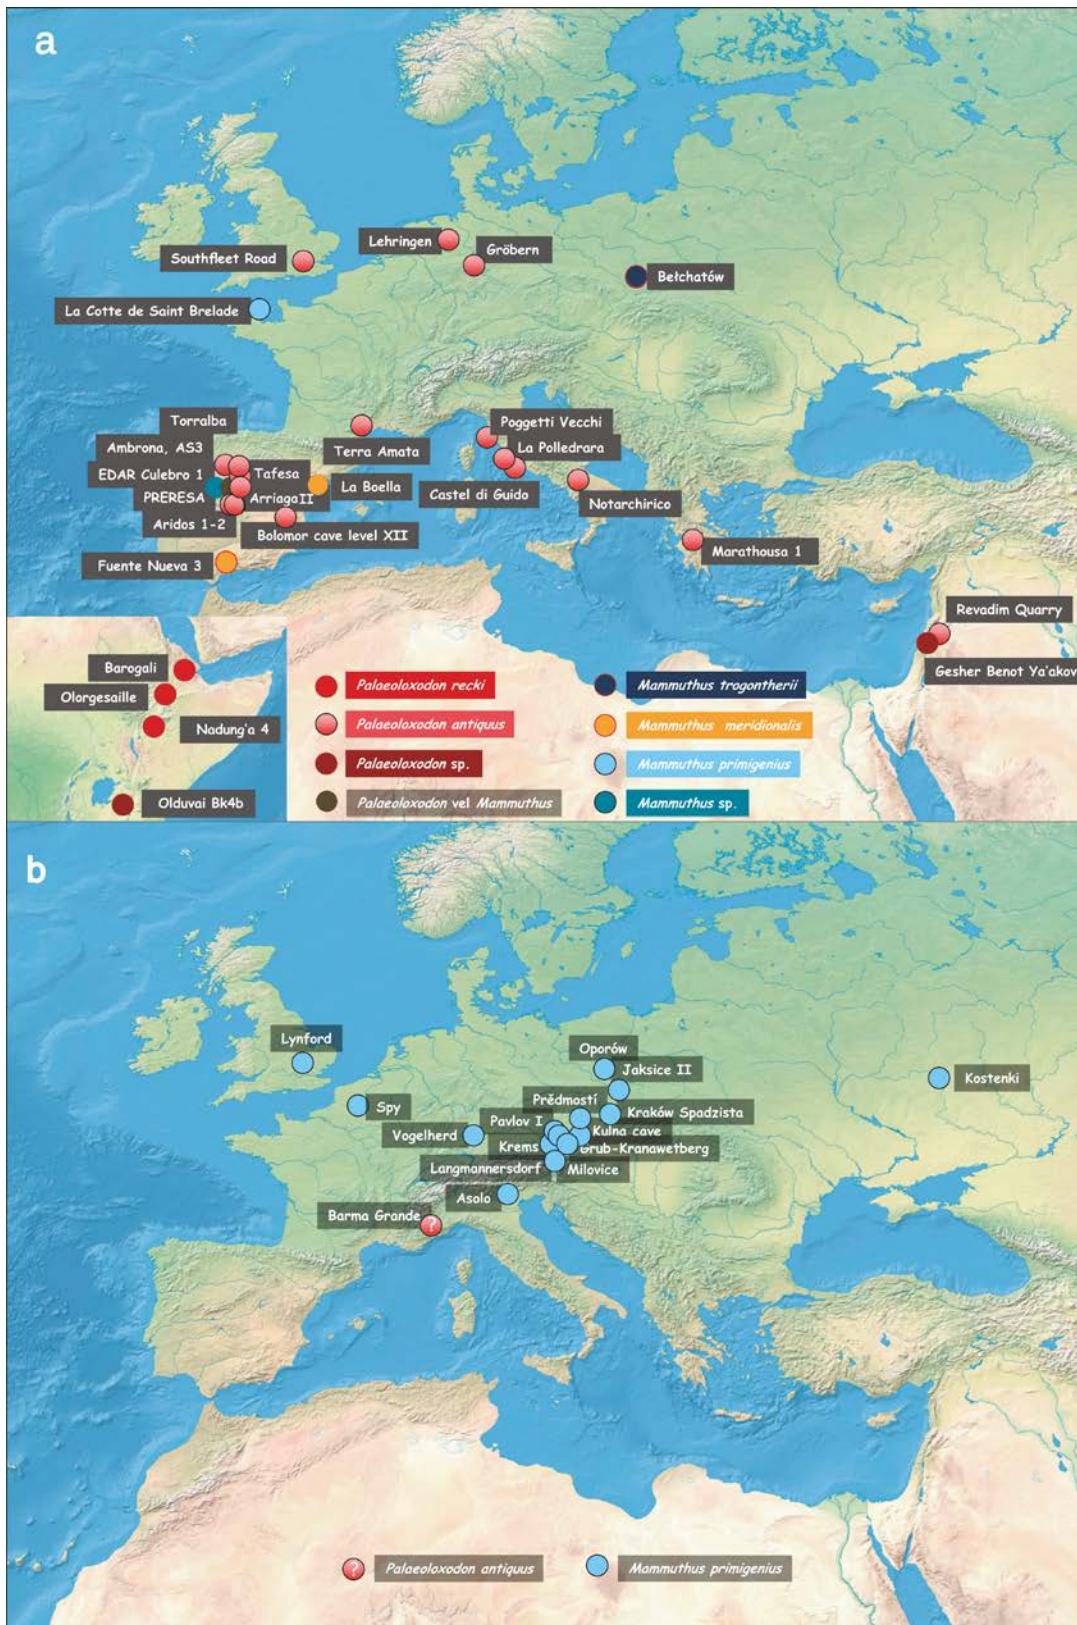 a
Lehringen
Gröbern
Southfleet Road
Bełchatów
La Cotte de Saint Brelade
Torralba
Poggetti Vecchi
Ambrona, AS3
Terra Amata
La Polledrara
EDAR Culebro 1
Tafesa
La Boella
PRERESA
ArriagaII
Castel di Guido
Notarchirico
Aridos 1-2
Bolomor cave level XII
Marathousa 1
Fuente Nueva 3
Revadim Quarry
Gesher Benot Ya'akov
Barogali
Olorgesaille
Nadung'a 4
Olduvai Bk4b
Palaeoloxodon recki
Palaeoloxodon antiquus
Palaeoloxodon sp.
Palaeoloxodon vel Mammuthus
Mammuthus trogontherii
Mammuthus meridionalis
Mammuthus primigenius
Mammuthus sp.
b
Lynford
Oporów
Jaksice II
Kostenki
Spy
Prědmostí
Kraków Spadzista
Pavlov I
Vogelherd
Kulna cave
Krems
Grub-Kranawetberg
Langmannersdorf
Milovice
Asolo
Barma Grande
?
? Palaeoloxodon antiquus
Mammuthus primigenius